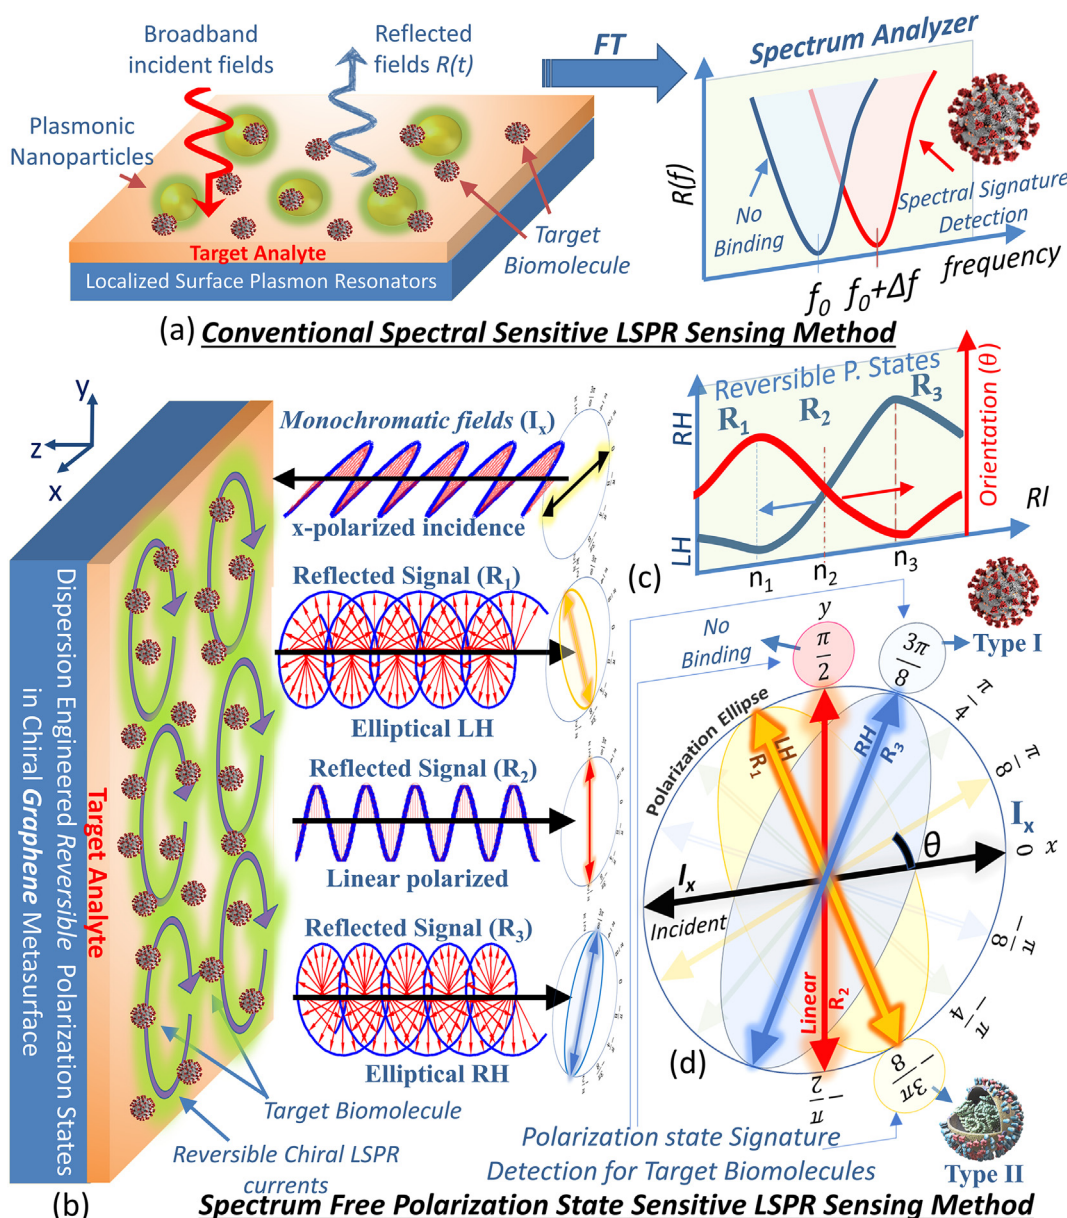 Broadband
incident fields
Reflected
fields R(t)
FT
Spectrum Analyzer
Plasmonic
Nanoparticles
Target Analyte
Localized Surface Plasmon Resonators
Target
Biomolecule
R(f)
No
Binding
Spectral Signature
Detection
frequency
f₀
f₀+Δf
(a) Conventional Spectral Sensitive LSPR Sensing Method
y
z
x
Dispersion Engineered Reversible Polarization States
in Chiral Graphene Metasurface
Target Analyte
Monochromatic fields (Iₓ)
x-polarized incidence
Reflected Signal (R₁)
Elliptical LH
Reflected Signal (R₂)
Linear polarized
Reflected Signal (R₃)
Elliptical RH
Target Biomolecule
Reversible Chiral LSPR
currents
(b)
Reversible P. States
R₁
R₂
R₃
RH
LH
Orientation (θ)
RI
n₁
n₂
n₃
(c)
No
Binding
y
π/2
3π/8
Type I
π/4
π/8
Iₓ
0
x
-π/8
-π/4
-3π/8
-π/2
Polarization Ellipse
LH
R₁
RH
R₃
θ
Iₓ
Incident
Linear
R₂
(d)
Type II
Polarization state Signature
Detection for Target Biomolecules
Spectrum Free Polarization State Sensitive LSPR Sensing Method